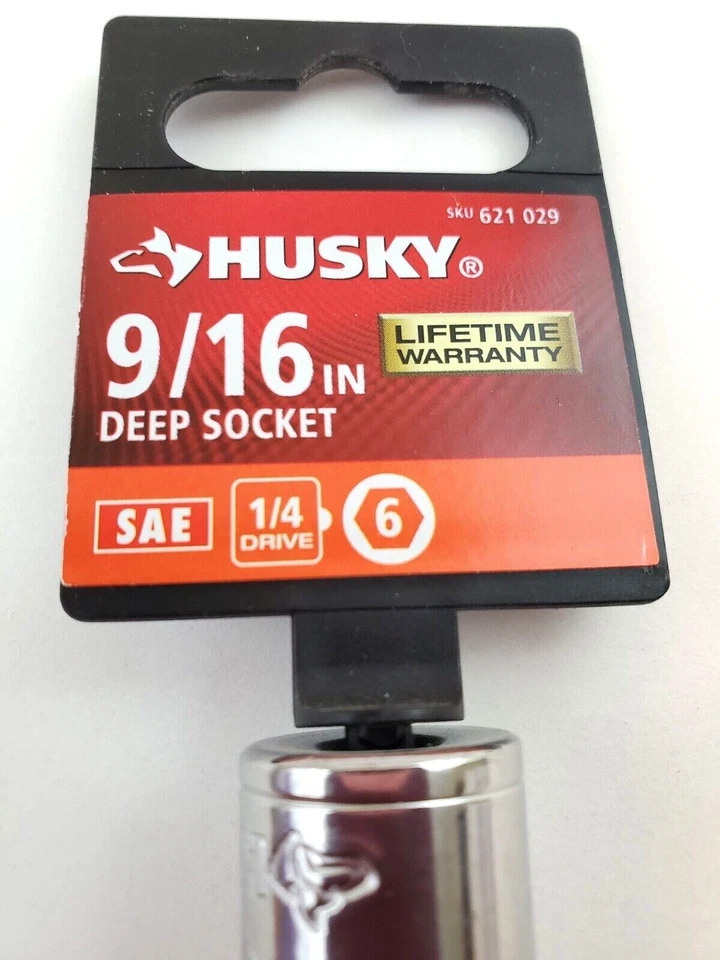 SKU 621 029
HUSKY®
9/16 IN
LIFETIME
WARRANTY
DEEP SOCKET
SAE
1/4
DRIVE
6